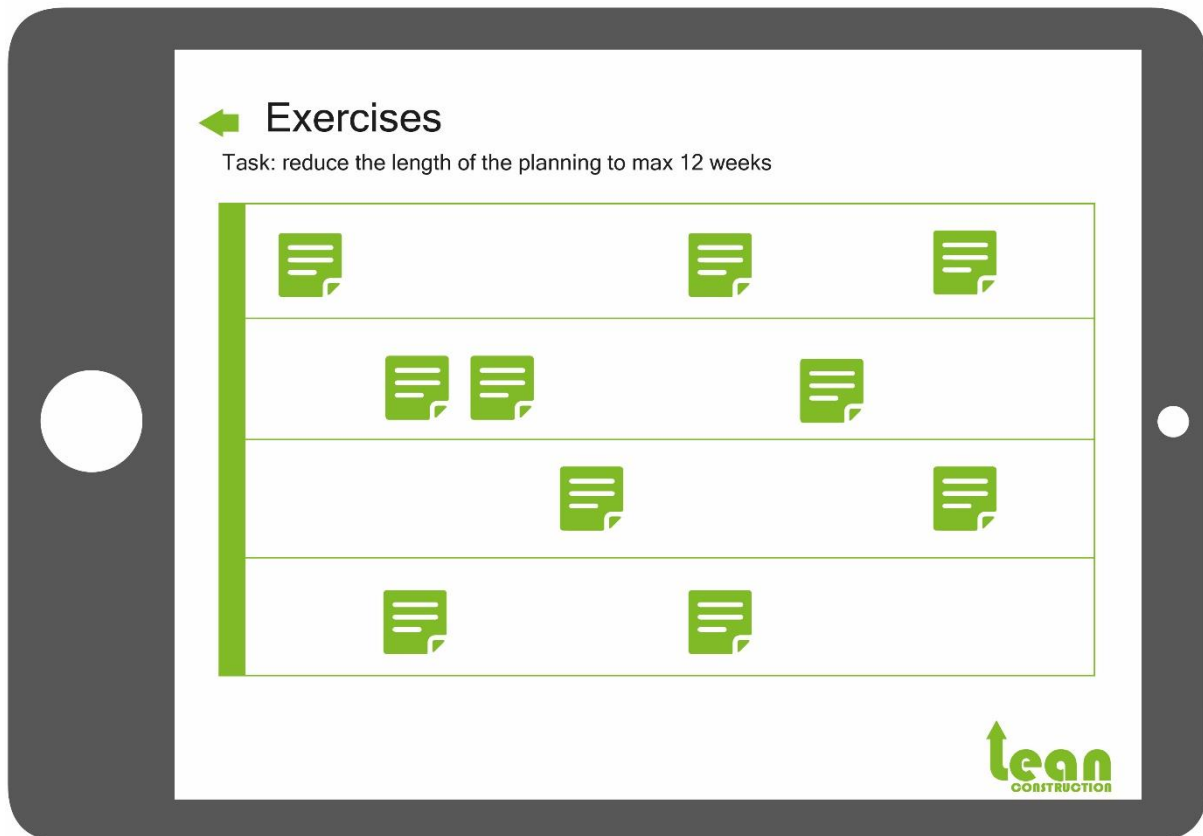 Exercises
Task: reduce the length of the planning to max 12 weeks
Lean
CONSTRUCTION